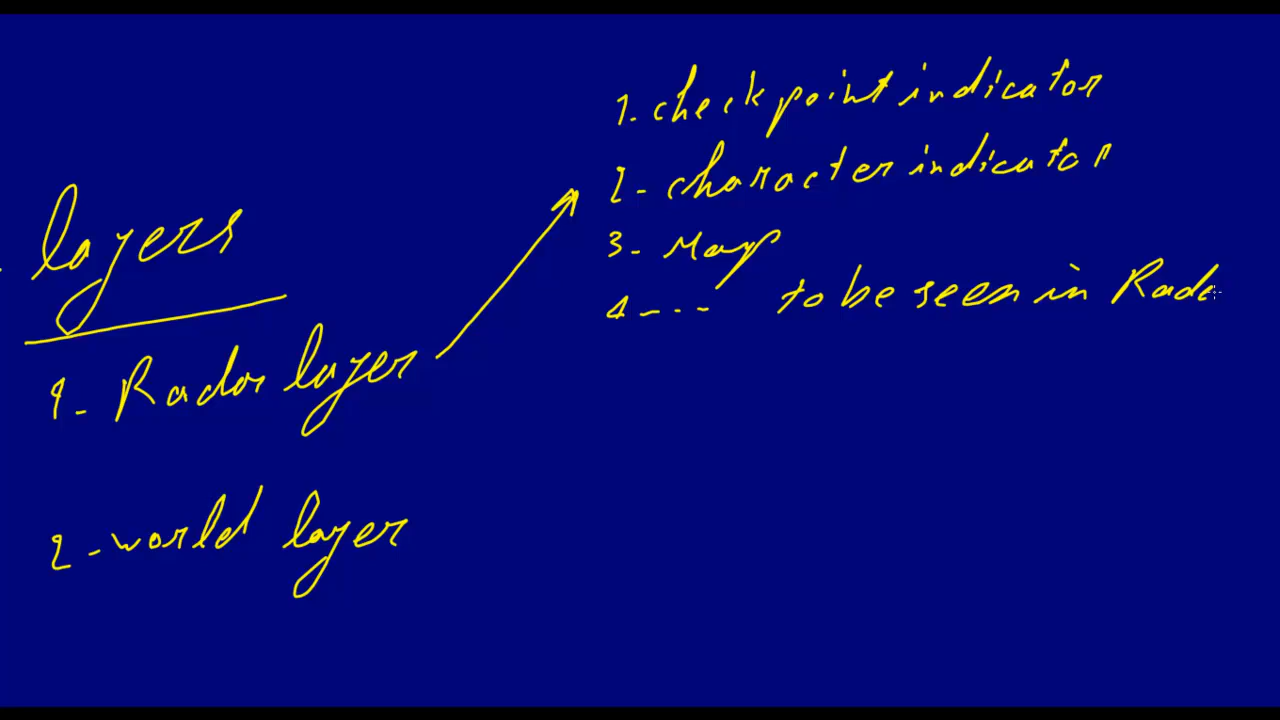 layers
1- Radar layer
2- world layer
1- checkpoint indicator
2- character indicator
3- Map
4 - - - to be seen in Rada